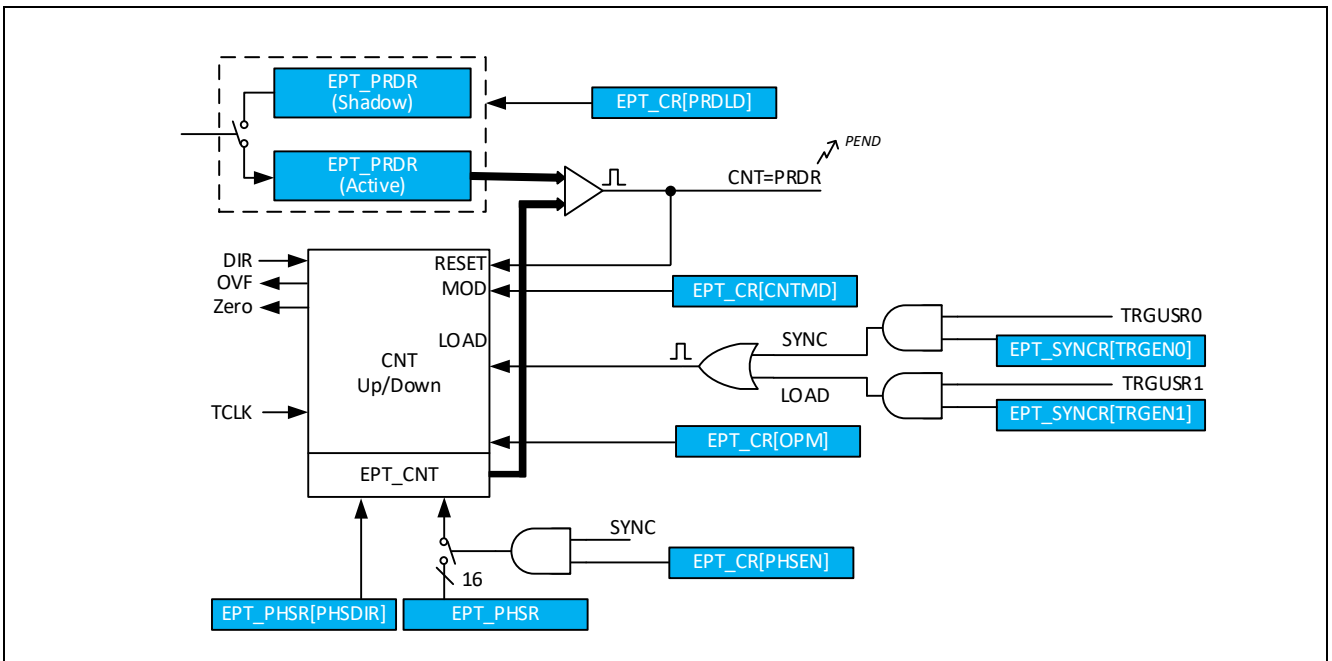 EPT_PRDR
(Shadow)
EPT_CR[PRDLD]
PEND
EPT_PRDR
(Active)
CNT=PRDR
DIR
OVF
Zero
RESET
MOD
EPT_CR[CNTMD]
LOAD
CNT
Up/Down
SYNC
TRGUSR0
EPT_SYNCR[TRGEN0]
LOAD
TRGUSR1
EPT_SYNCR[TRGEN1]
TCLK
EPT_CR[OPM]
EPT_CNT
SYNC
EPT_CR[PHSEN]
16
EPT_PHSR[PHSDIR]
EPT_PHSR